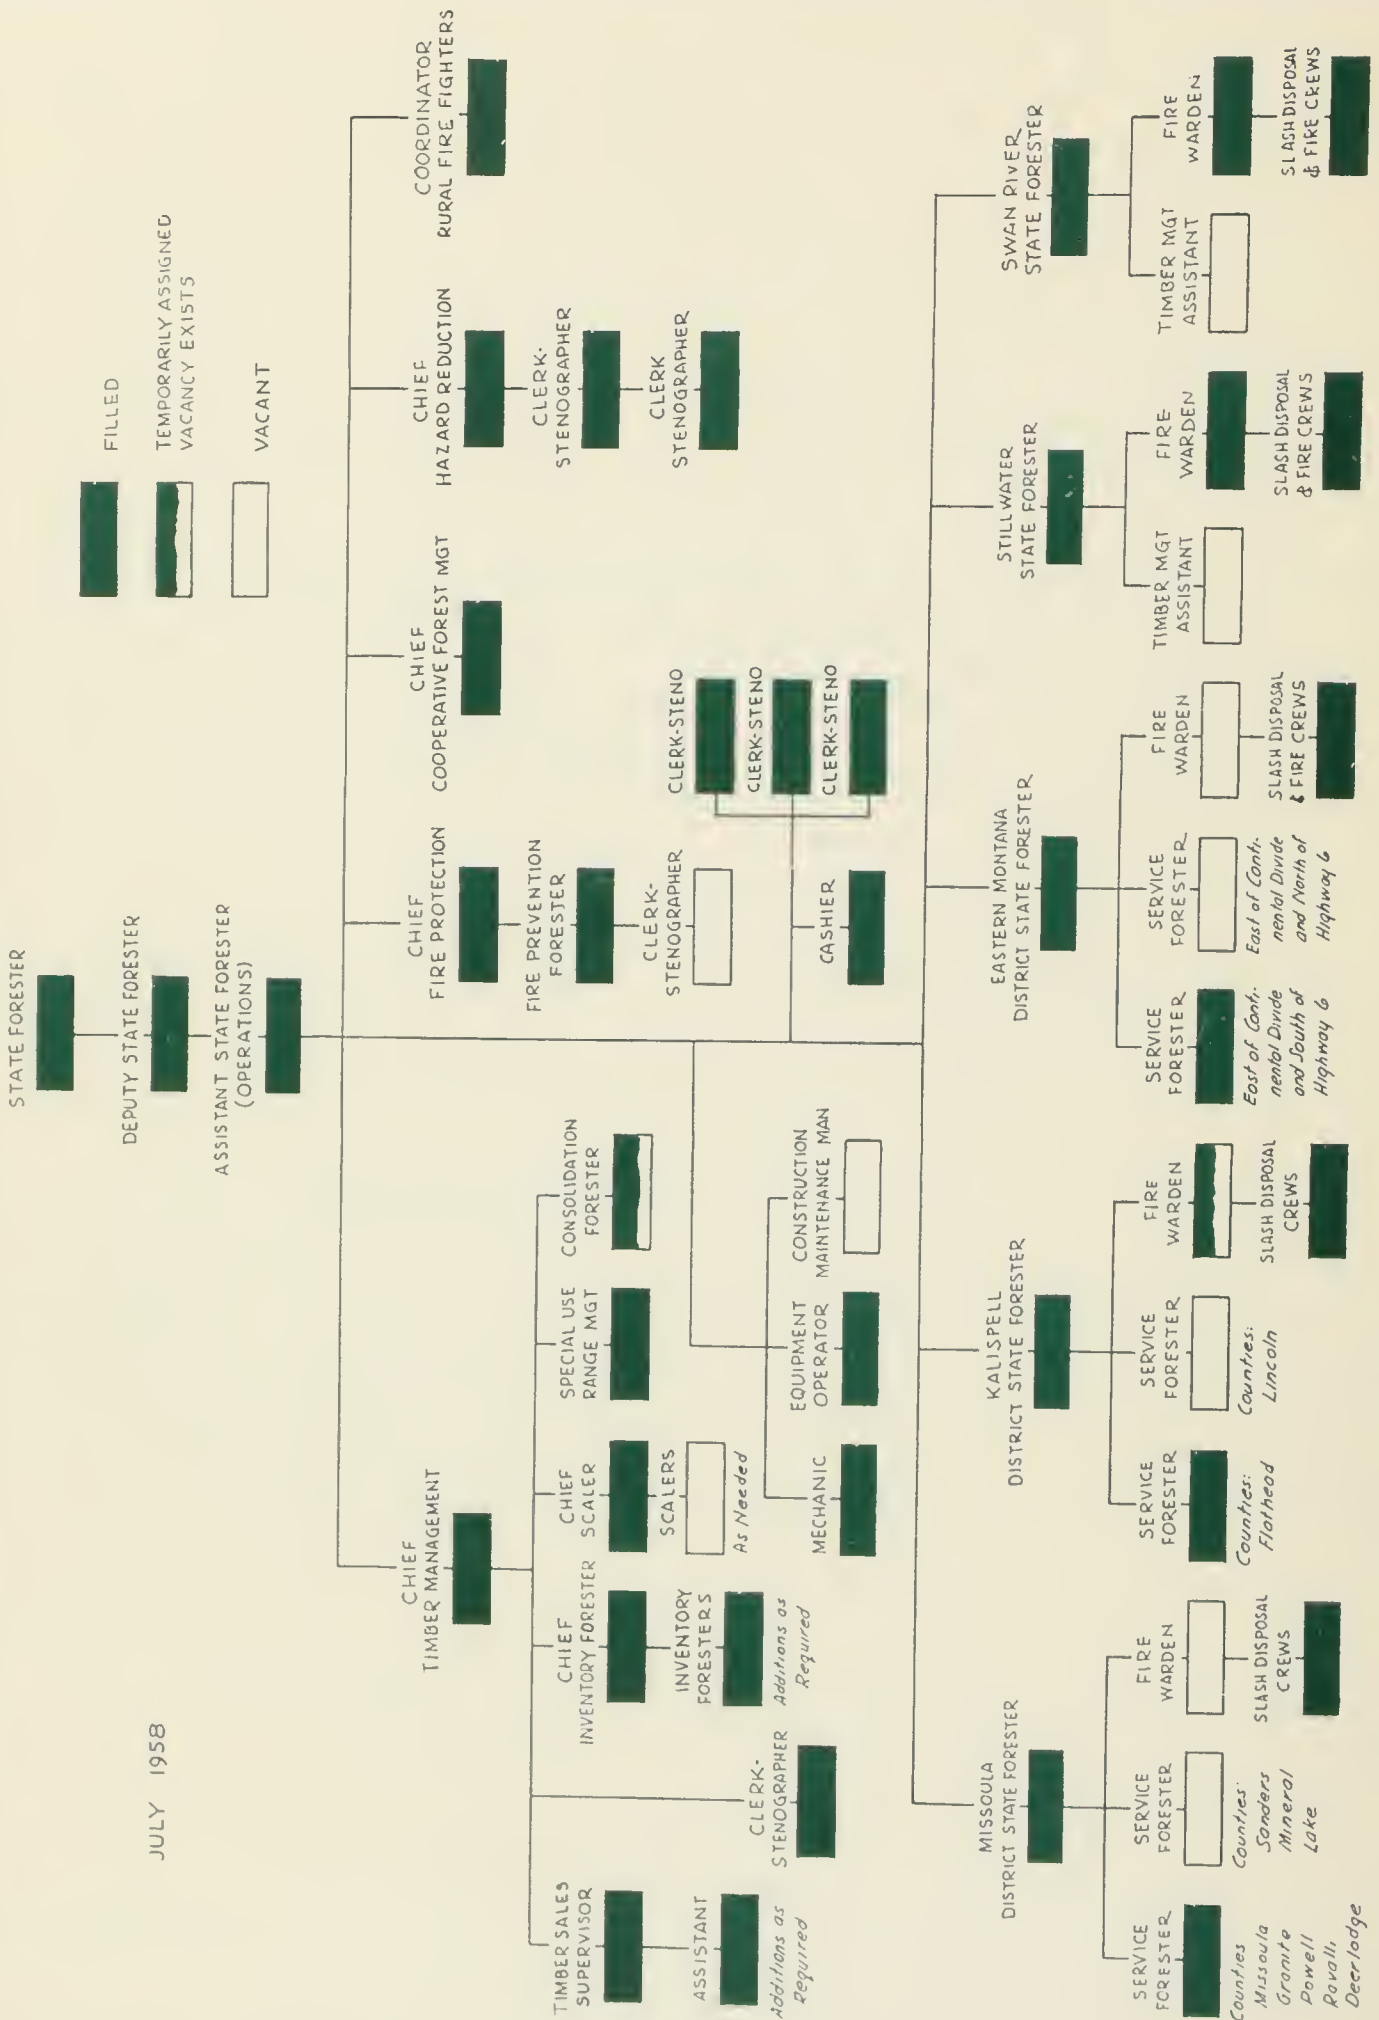 JULY 1958
FILLED
TEMPORARILY ASSIGNED
VACANCY EXISTS
VACANT
STATE FORESTER
DEPUTY STATE FORESTER
ASSISTANT STATE FORESTER
(OPERATIONS)
CHIEF
TIMBER MANAGEMENT
CHIEF
FIRE PROTECTION
CHIEF
COOPERATIVE FOREST MGT
CHIEF
HAZARD REDUCTION
COORDINATOR
RURAL FIRE FIGHTERS
FIRE PREVENTION
FORESTER
CLERK-
STENOGRAPHER
CLERK-
STENOGRAPHER
CLERK
STENOGRAPHER
TIMBER SALES
SUPERVISOR
ASSISTANT
Additions as
Required
CLERK-
STENOGRAPHER
CHIEF
INVENTORY FORESTER
INVENTORY
FORESTERS
Additions as
Required
CHIEF
SCALER
SCALERS
As Needed
SPECIAL USE
RANGE MGT
CONSOLIDATION
FORESTER
MECHANIC
EQUIPMENT
OPERATOR
CONSTRUCTION
MAINTENANCE MAN
CASHIER
CLERK-STENO
CLERK-STENO
CLERK-STENO
MISSOULA
DISTRICT STATE FORESTER
SERVICE
FORESTER
Counties
Missoula
Granite
Powell
Ravalli
Deerlodge
SERVICE
FORESTER
Counties:
Sanders
Mineral
Lake
FIRE
WARDEN
SLASH DISPOSAL
CREWS
KALISPELL
DISTRICT STATE FORESTER
SERVICE
FORESTER
Counties:
Flathead
SERVICE
FORESTER
Counties:
Lincoln
FIRE
WARDEN
SLASH DISPOSAL
CREWS
EASTERN MONTANA
DISTRICT STATE FORESTER
SERVICE
FORESTER
East of Conti-
nental Divide
and South of
Highway 6
SERVICE
FORESTER
East of Conti-
nental Divide
and North of
Highway 6
FIRE
WARDEN
SLASH DISPOSAL
& FIRE CREWS
STILLWATER
STATE FORESTER
TIMBER MGT
ASSISTANT
FIRE
WARDEN
SLASH DISPOSAL
& FIRE CREWS
SWAN RIVER
STATE FORESTER
TIMBER MGT
ASSISTANT
FIRE
WARDEN
SLASH DISPOSAL
& FIRE CREWS